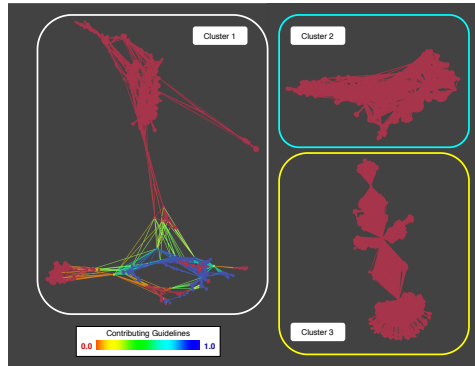 Cluster 1
Cluster 2
Cluster 3
Contributing Guidelines
0.0 1.0